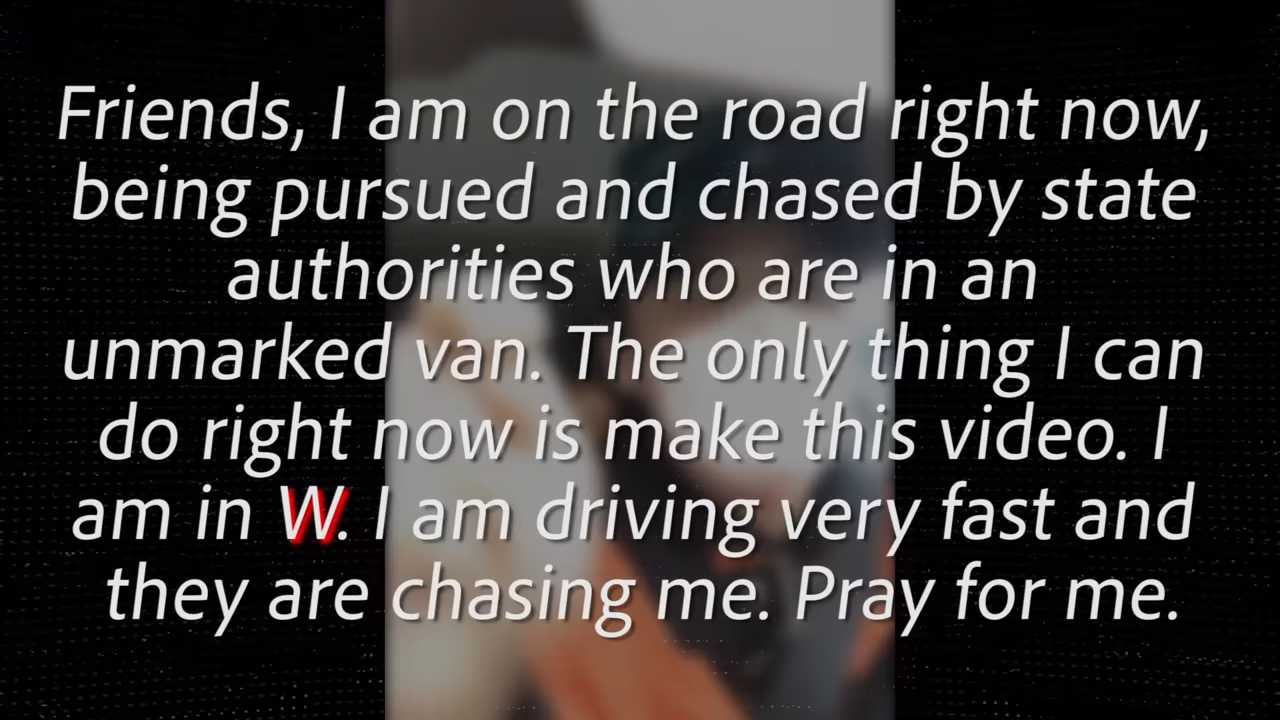 Friends, I am on the road right now,
being pursued and chased by state
authorities who are in an
unmarked van. The only thing I can
do right now is make this video. I
am in W. I am driving very fast and
they are chasing me. Pray for me.